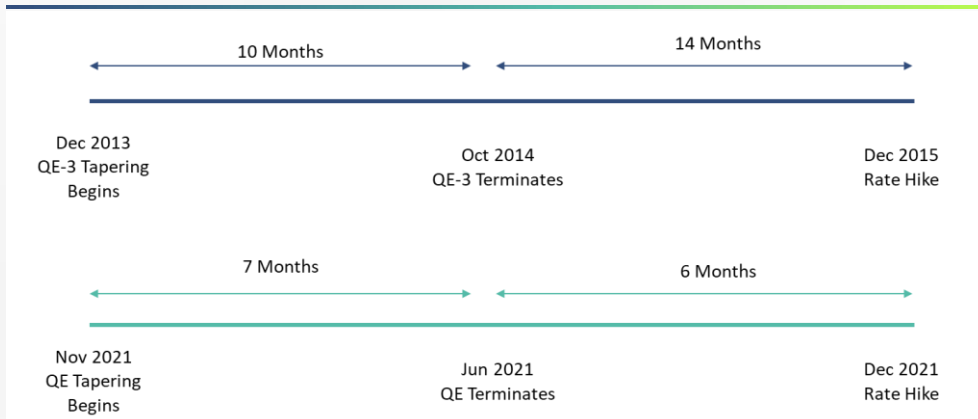 10 Months
14 Months
Dec 2013
QE-3 Tapering
Begins
Oct 2014
QE-3 Terminates
Dec 2015
Rate Hike
7 Months
6 Months
Nov 2021
QE Tapering
Begins
Jun 2021
QE Terminates
Dec 2021
Rate Hike